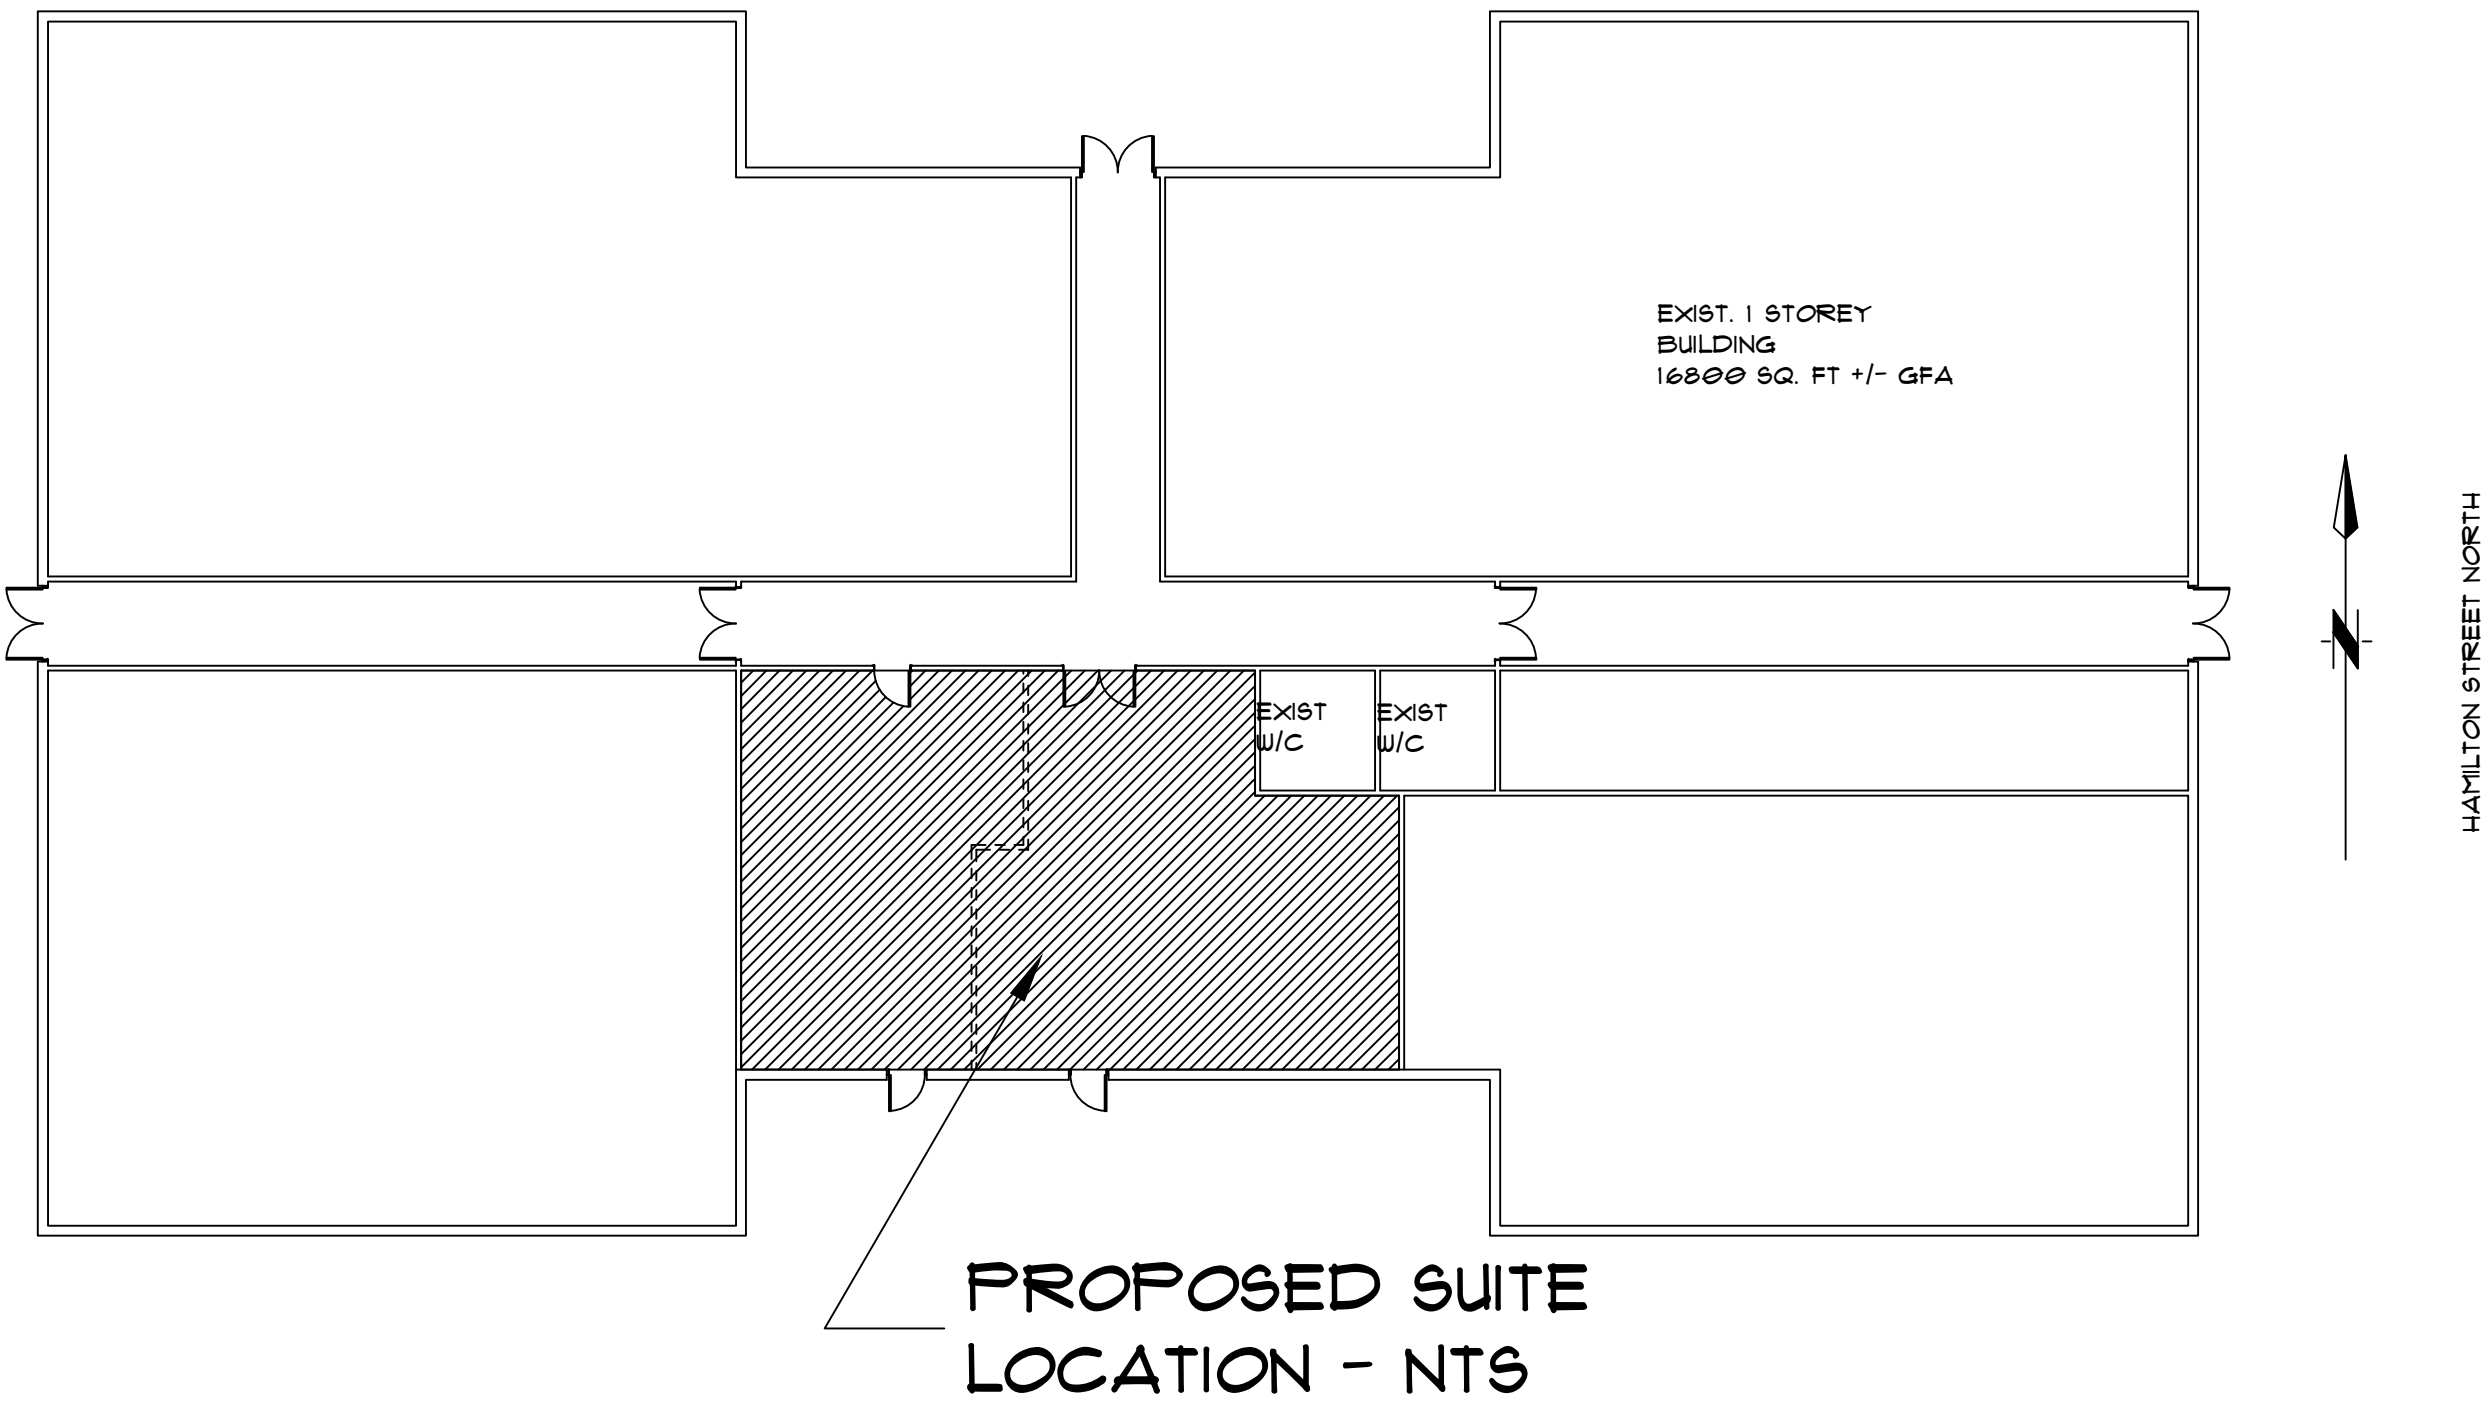 EXIST. 1 STOREY
BUILDING
16800 SQ. FT +/- GFA
HAMILTON STREET NORTH
N
EXIST
W/C
EXIST
W/C
PROPOSED SUITE
LOCATION - NTS